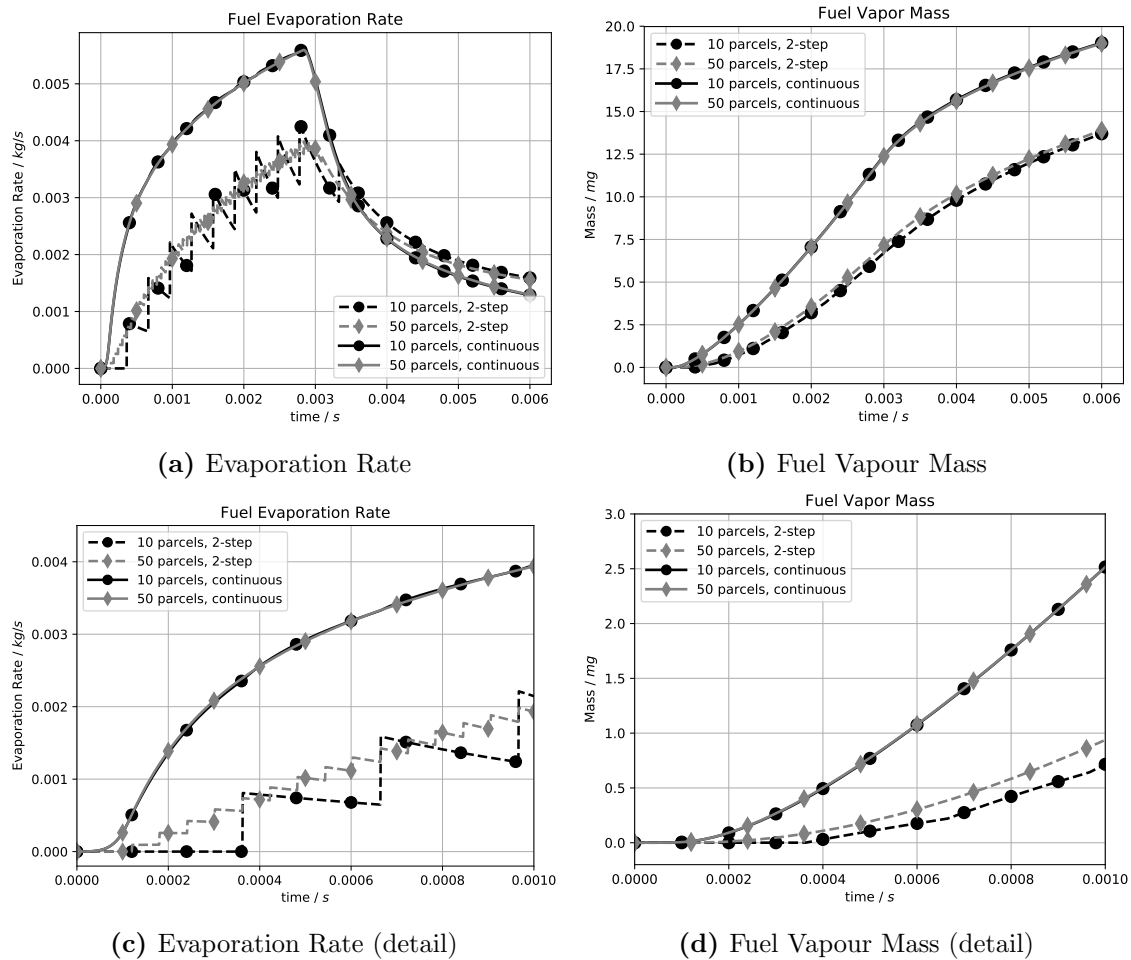 Fuel Evaporation Rate
Evaporation Rate / kg/s
0.005
0.004
0.003
0.002
0.001
0.000
10 parcels, 2-step
50 parcels, 2-step
10 parcels, continuous
50 parcels, continuous
0.000 0.001 0.002 0.003 0.004 0.005 0.006
time / s
(a) Evaporation Rate
Fuel Vapor Mass
Mass / mg
20.0
17.5
15.0
12.5
10.0
7.5
5.0
2.5
0.0
10 parcels, 2-step
50 parcels, 2-step
10 parcels, continuous
50 parcels, continuous
0.000 0.001 0.002 0.003 0.004 0.005 0.006
time / s
(b) Fuel Vapour Mass
Fuel Evaporation Rate
Evaporation Rate / kg/s
0.004
0.003
0.002
0.001
0.000
10 parcels, 2-step
50 parcels, 2-step
10 parcels, continuous
50 parcels, continuous
0.0000 0.0002 0.0004 0.0006 0.0008 0.0010
time / s
(c) Evaporation Rate (detail)
Fuel Vapor Mass
Mass / mg
3.0
2.5
2.0
1.5
1.0
0.5
0.0
10 parcels, 2-step
50 parcels, 2-step
10 parcels, continuous
50 parcels, continuous
0.0000 0.0002 0.0004 0.0006 0.0008 0.0010
time / s
(d) Fuel Vapour Mass (detail)